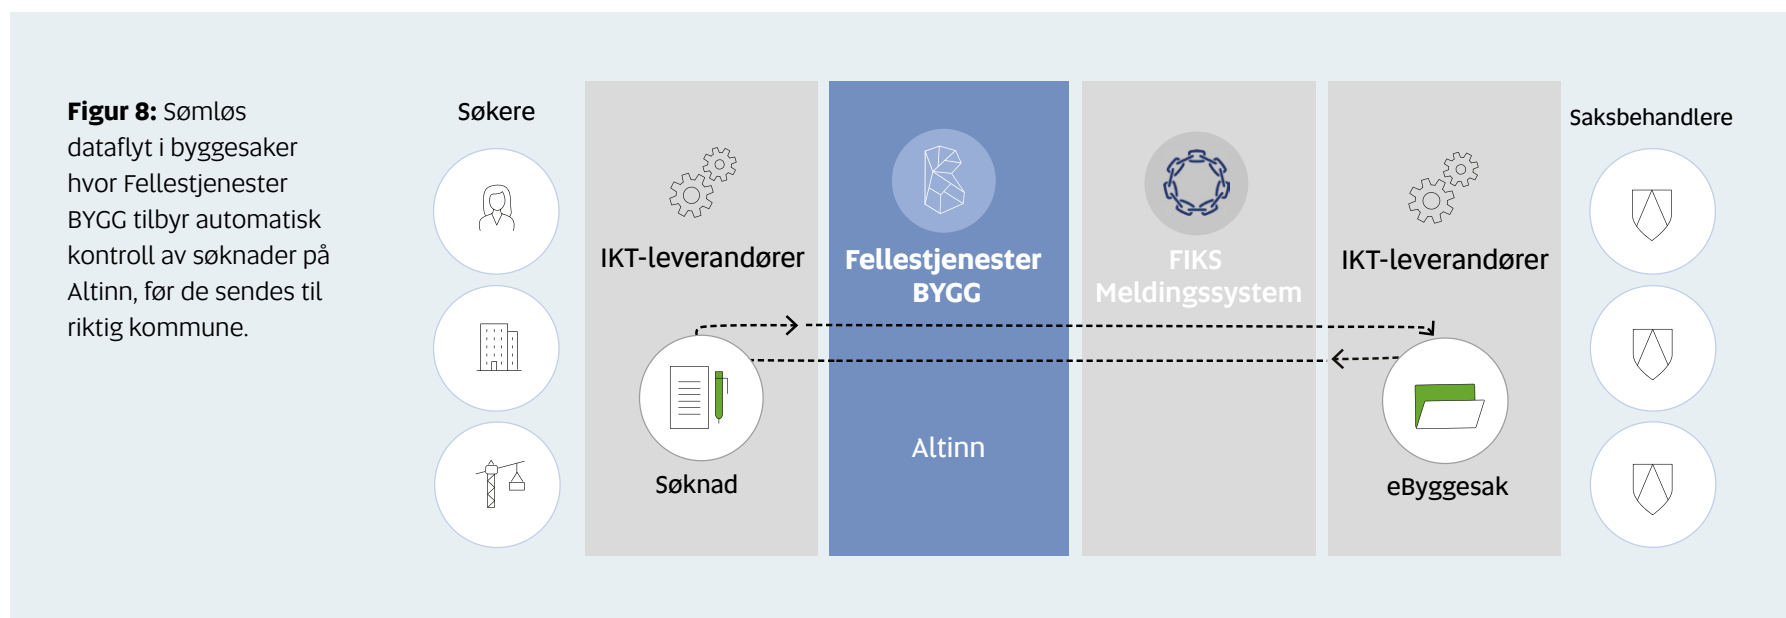 Figur 8: Sømløs
dataflyt i byggesaker
hvor Fellestjenester
BYGG tilbyr automatisk
kontroll av søknader på
Altinn, før de sendes til
riktig kommune.
Søkere
IKT-leverandører
Søknad
Fellestjenester
BYGG
Altinn
FIKS
Meldingssystem
IKT-leverandører
eByggesak
Saksbehandlere